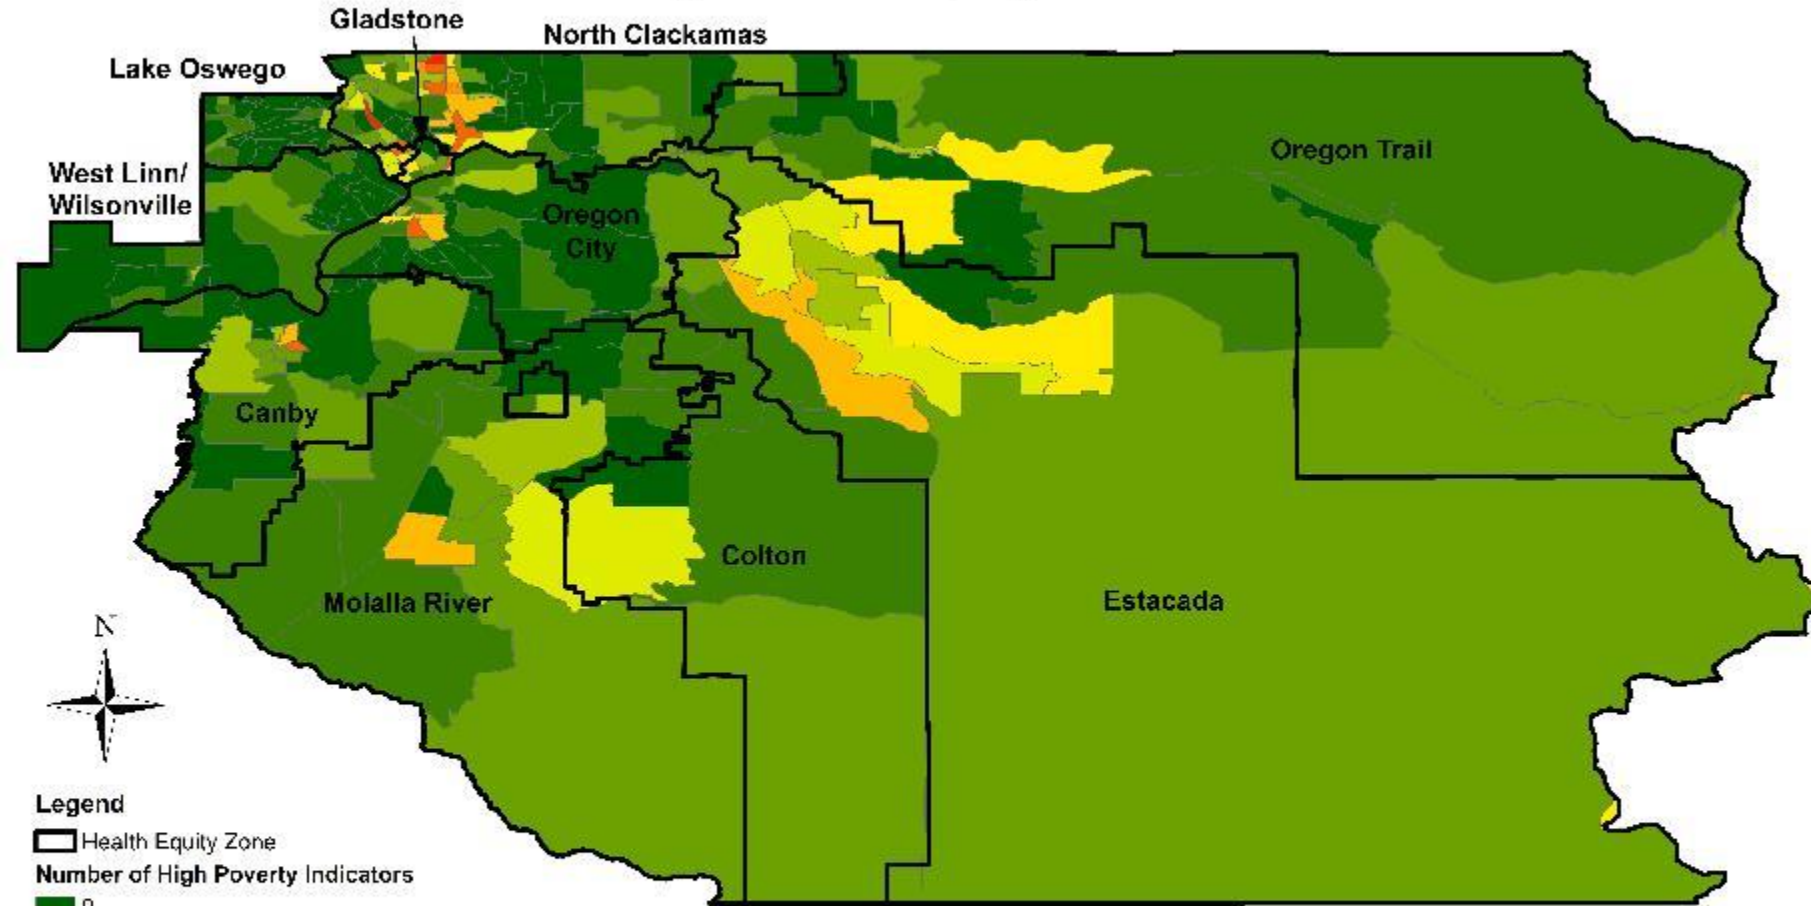 Gladstone
North Clackamas
Lake Oswego
Oregon Trail
West Linn/
Wilsonville
Oregon
City
Canby
Colton
Molalla River
Estacada
N
Legend
Health Equity Zone
Number of High Poverty Indicators